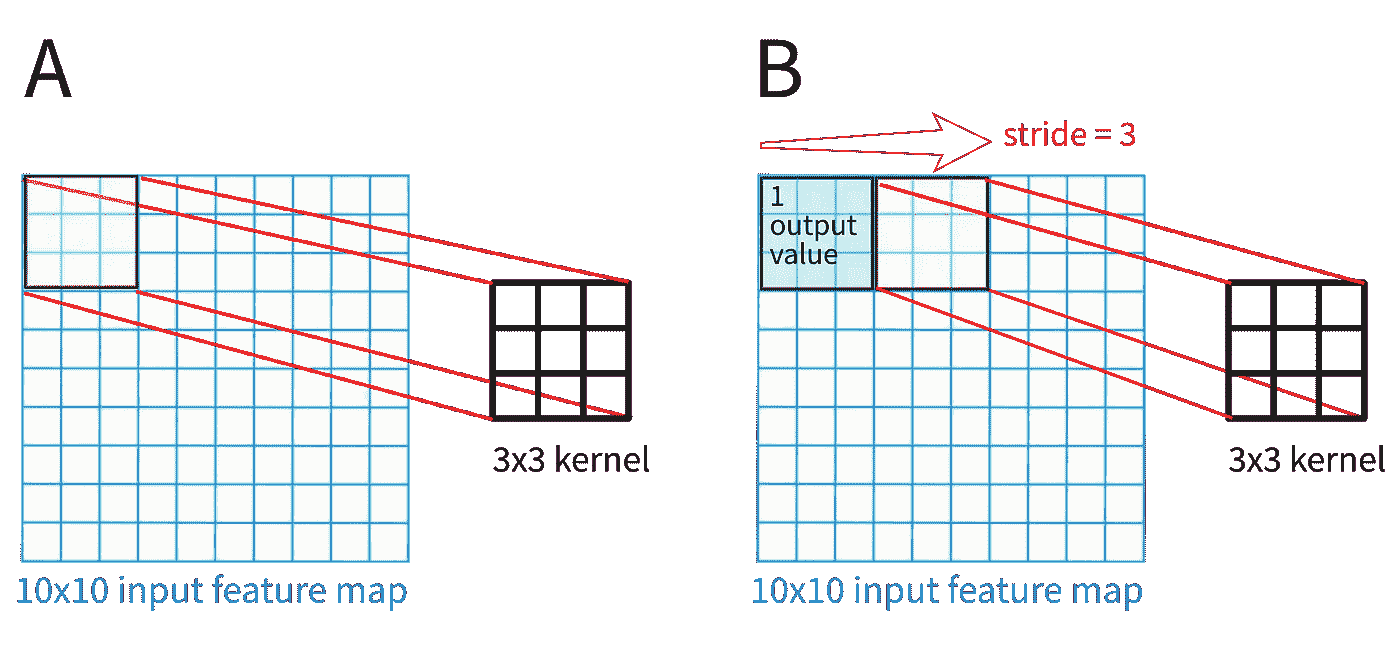 A
3x3 kernel
10x10 input feature map
B
stride = 3
1
output
value
3x3 kernel
10x10 input feature map